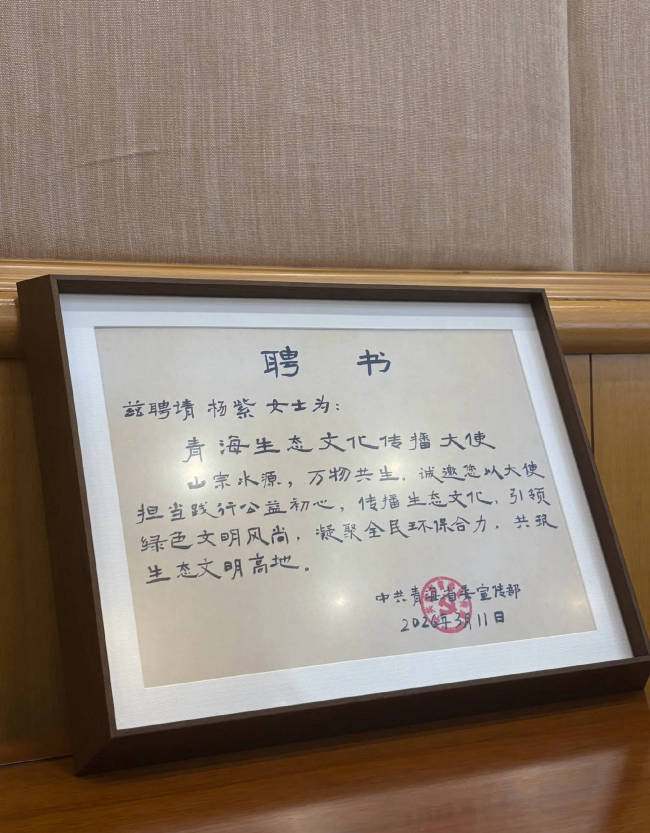 聘 书
兹聘请 杨紫 女士为:
青海生态文化传播大使
山宗水源,万物共生。诚邀您以大使
担当践行公益初心,传播生态文化,引领
绿色文明风尚,凝聚全民环保合力,共筑
生态文明高地。
中共青海省委宣传部
2026年3月11日